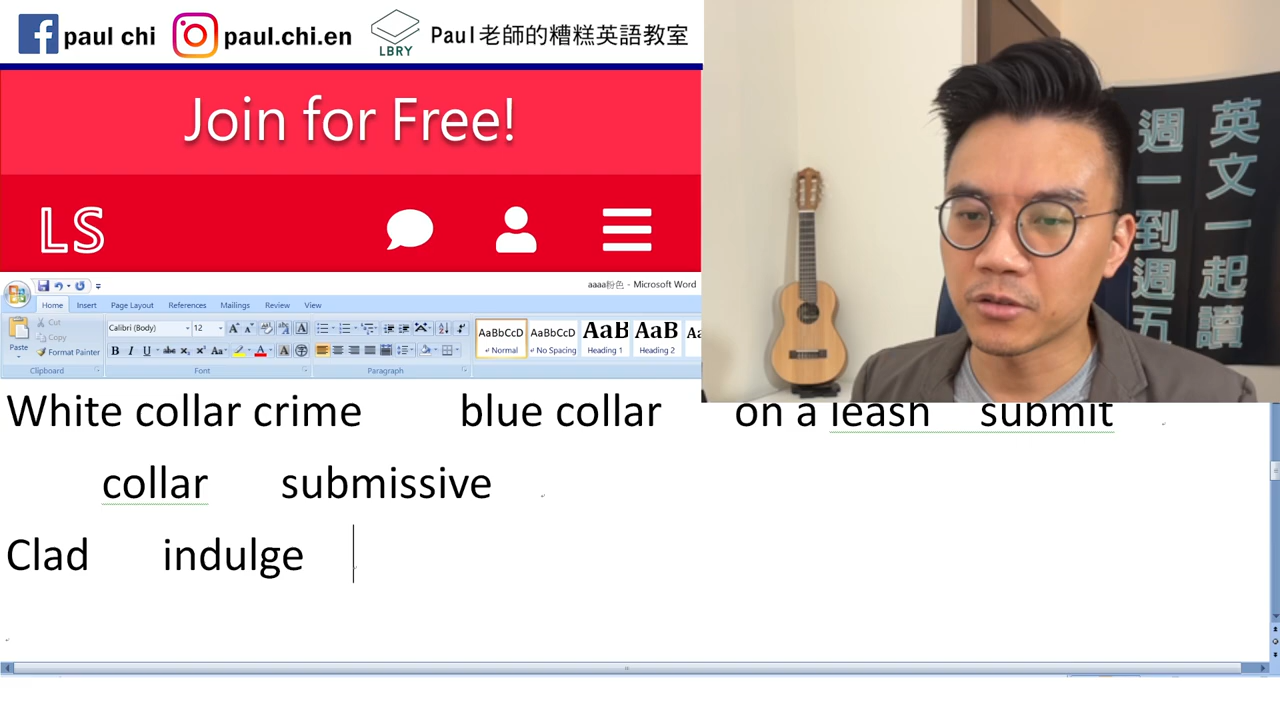 paul chi paul.chi.en LBRY Paul老師的糟糕英語教室
Join for Free!
LS
英文一起讀
週一到週五
aaaa粉色 - Microsoft Word
Home Insert Page Layout References Mailings Review View
Paste Cut Copy Format Painter
Calibri (Body) 12
AaBbCcD AaBbCcD AaBb AaBb
Normal No Spacing Heading 1 Heading 2
Clipboard Font Paragraph
White collar crime blue collar on a leash submit
collar submissive
Clad indulge